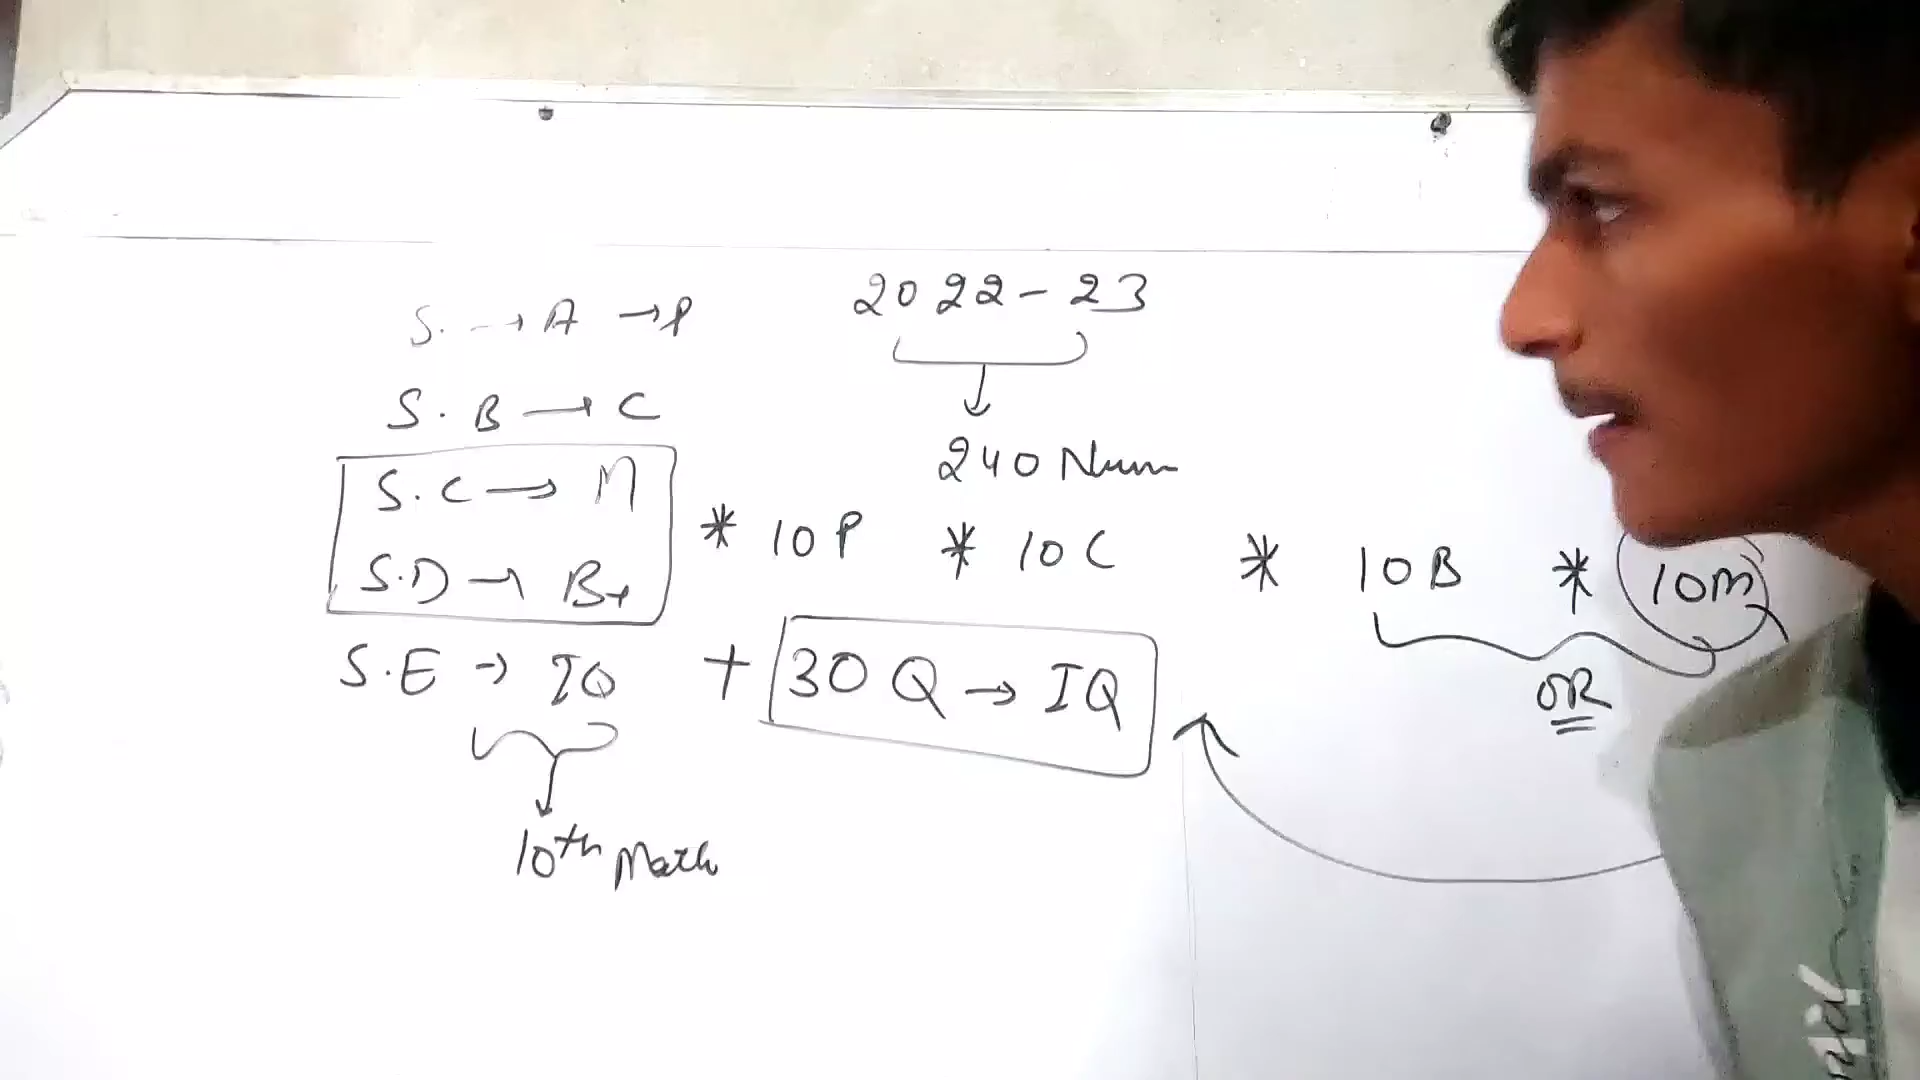 S. → A → P
2022-23
S. B → C
240 Num
S. C → M
* 10 P * 10 C * 10 B * 10 m
S.D → B+
S.E → IQ + 30 Q → IQ
OR
10th Math